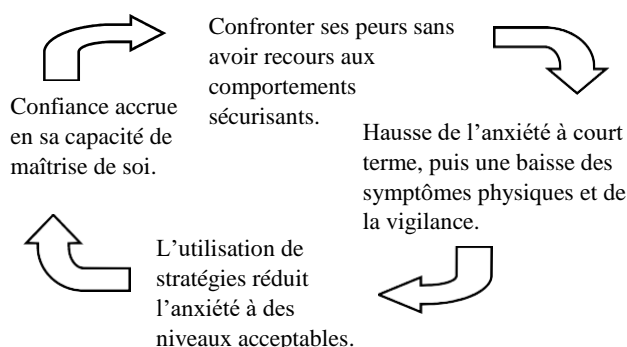 Confronter ses peurs sans
avoir recours aux
comportements
sécurisants.
Hausse de l’anxiété à court
terme, puis une baisse des
symptômes physiques et de
la vigilance.
L’utilisation de
stratégies réduit
l’anxiété à des
niveaux acceptables.
Confiance accrue
en sa capacité de
maîtrise de soi.